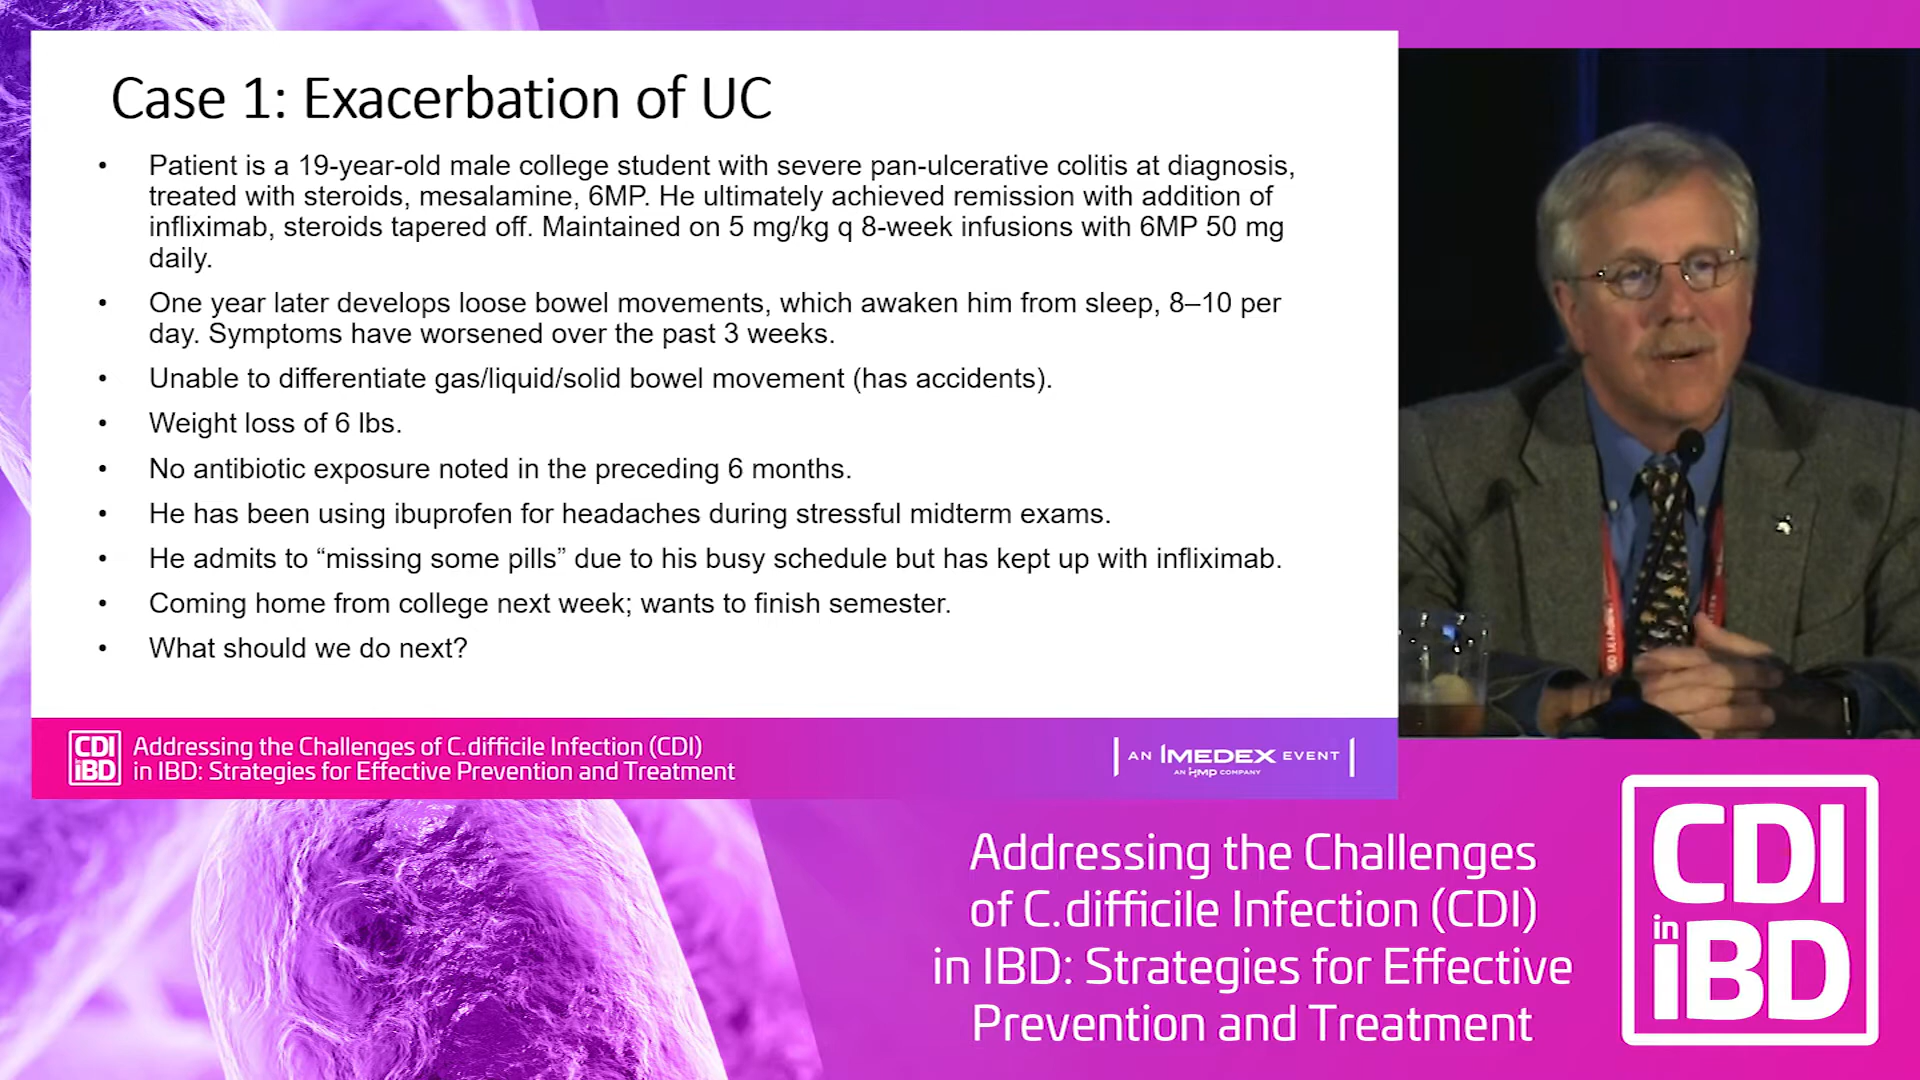 Case 1: Exacerbation of UC
• Patient is a 19-year-old male college student with severe pan-ulcerative colitis at diagnosis,
treated with steroids, mesalamine, 6MP. He ultimately achieved remission with addition of
infliximab, steroids tapered off. Maintained on 5 mg/kg q 8-week infusions with 6MP 50 mg
daily.
• One year later develops loose bowel movements, which awaken him from sleep, 8–10 per
day. Symptoms have worsened over the past 3 weeks.
• Unable to differentiate gas/liquid/solid bowel movement (has accidents).
• Weight loss of 6 lbs.
• No antibiotic exposure noted in the preceding 6 months.
• He has been using ibuprofen for headaches during stressful midterm exams.
• He admits to “missing some pills” due to his busy schedule but has kept up with infliximab.
• Coming home from college next week; wants to finish semester.
• What should we do next?
CDI
in
IBD
Addressing the Challenges of C.difficile Infection (CDI)
in IBD: Strategies for Effective Prevention and Treatment
AN IMEDEX EVENT
AN HMP COMPANY
Addressing the Challenges
of C.difficile Infection (CDI)
in IBD: Strategies for Effective
Prevention and Treatment
CDI
in
IBD